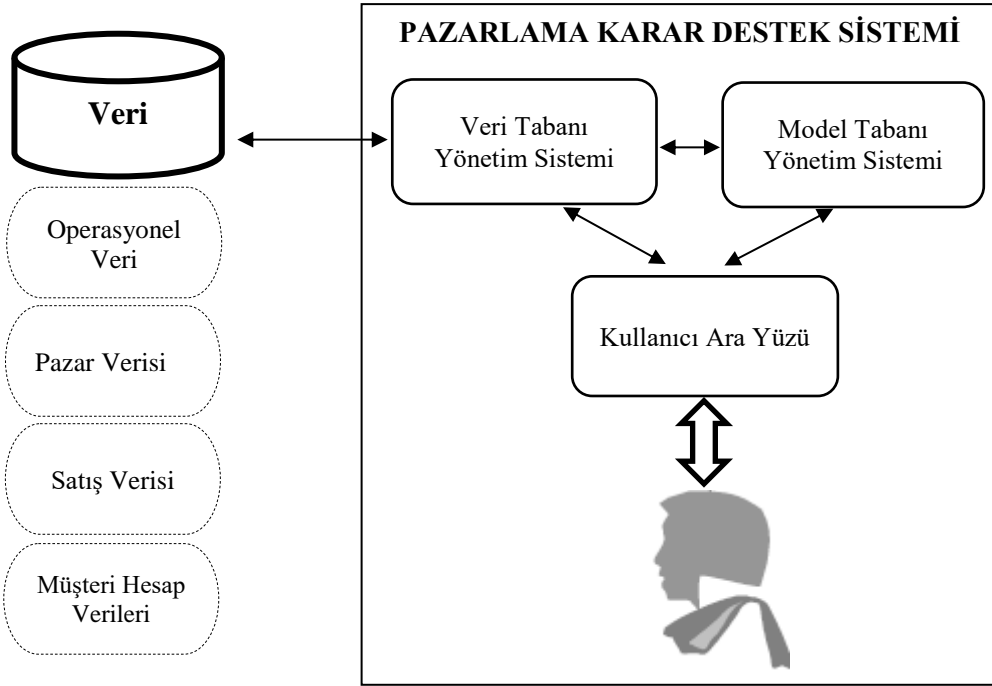 PAZARLAMA KARAR DESTEK SİSTEMİ
Veri
Operasyonel
Veri
Pazar Verisi
Satış Verisi
Müşteri Hesap
Verileri
Veri Tabanı
Yönetim Sistemi
Model Tabanı
Yönetim Sistemi
Kullanıcı Ara Yüzü